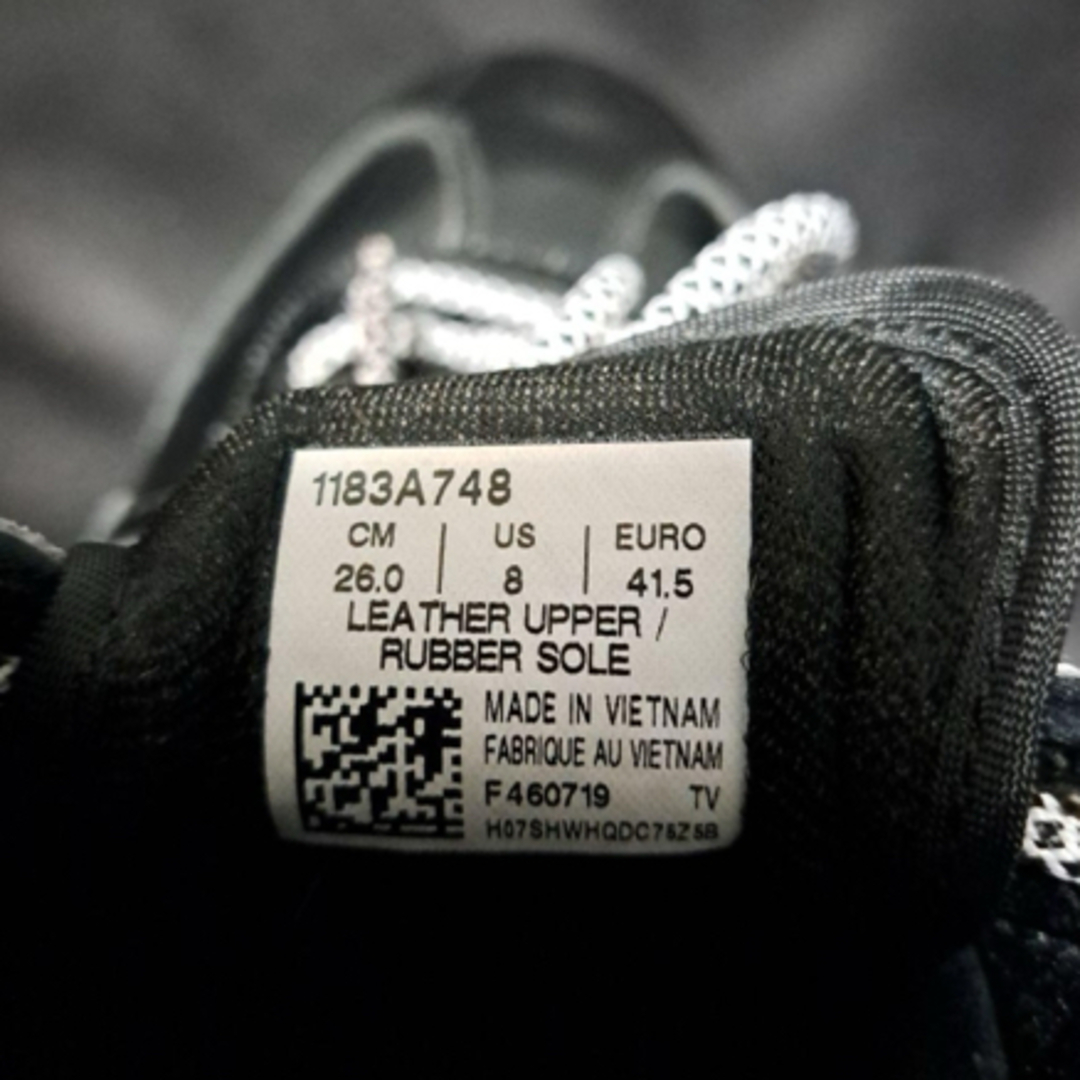 1183A748
CM | US | EURO
26.0 | 8 | 41.5
LEATHER UPPER /
RUBBER SOLE
MADE IN VIETNAM
FABRIQUE AU VIETNAM
F460719 TV